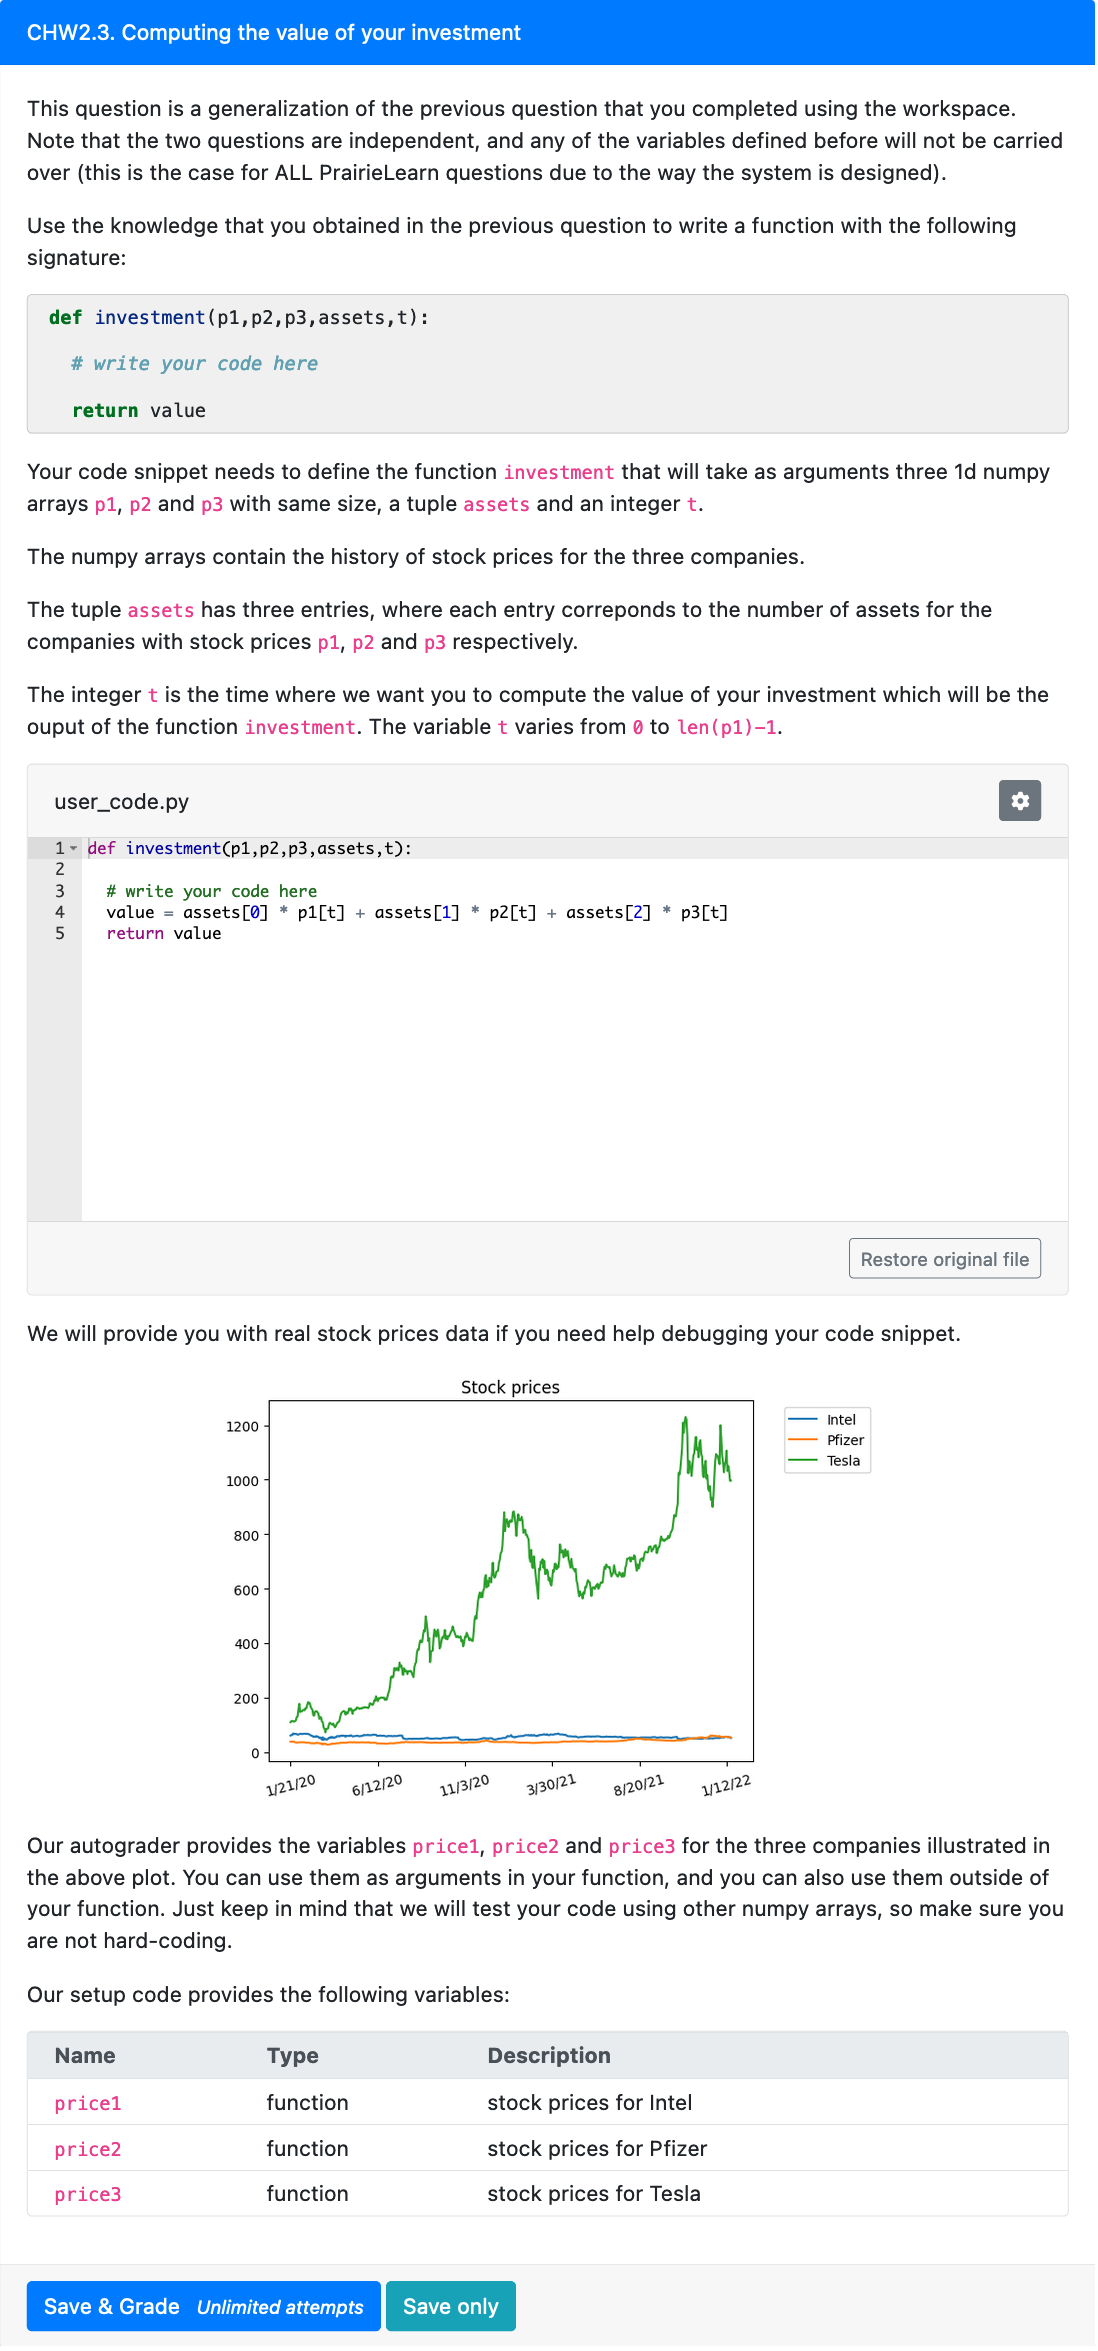 CHW2.3. Computing the value of your investment
This question is a generalization of the previous question that you completed using the workspace.
Note that the two questions are independent, and any of the variables defined before will not be carried
over (this is the case for ALL PrairieLearn questions due to the way the system is designed).
Use the knowledge that you obtained in the previous question to write a function with the following
signature:
def investment(p1,p2,p3,assets,t):
# write your code here
return value
Your code snippet needs to define the function investment that will take as arguments three 1d numpy
arrays p1, p2 and p3 with same size, a tuple assets and an integer t.
The numpy arrays contain the history of stock prices for the three companies.
The tuple assets has three entries, where each entry correponds to the number of assets for the
companies with stock prices p1, p2 and p3 respectively.
The integer t is the time where we want you to compute the value of your investment which will be the
ouput of the function investment. The variable t varies from 0 to len(p1)-1.
user_code.py
1 def investment(p1,p2,p3,assets,t):
2
3 # write your code here
4 value = assets[0] * p1[t] + assets[1] * p2[t] + assets[2] * p3[t]
5 return value
Restore original file
We will provide you with real stock prices data if you need help debugging your code snippet.
Stock prices
1200
1000
800
600
400
200
0
1/21/20 6/12/20 11/3/20 3/30/21 8/20/21 1/12/22
Intel
Pfizer
Tesla
Our autograder provides the variables price1, price2 and price3 for the three companies illustrated in
the above plot. You can use them as arguments in your function, and you can also use them outside of
your function. Just keep in mind that we will test your code using other numpy arrays, so make sure you
are not hard-coding.
Our setup code provides the following variables:
Name Type Description
price1 function stock prices for Intel
price2 function stock prices for Pfizer
price3 function stock prices for Tesla
Save & Grade Unlimited attempts Save only